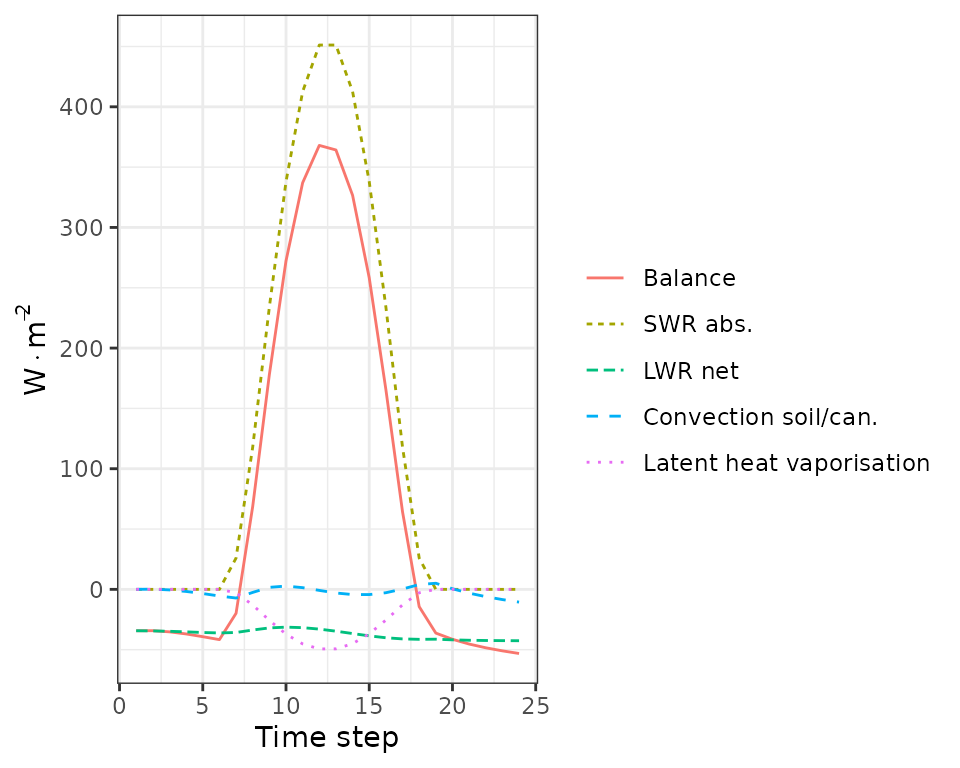 400
300
200
100
0
W · m⁻²
0 5 10 15 20 25
Time step
Balance
SWR abs.
LWR net
Convection soil/can.
Latent heat vaporisation